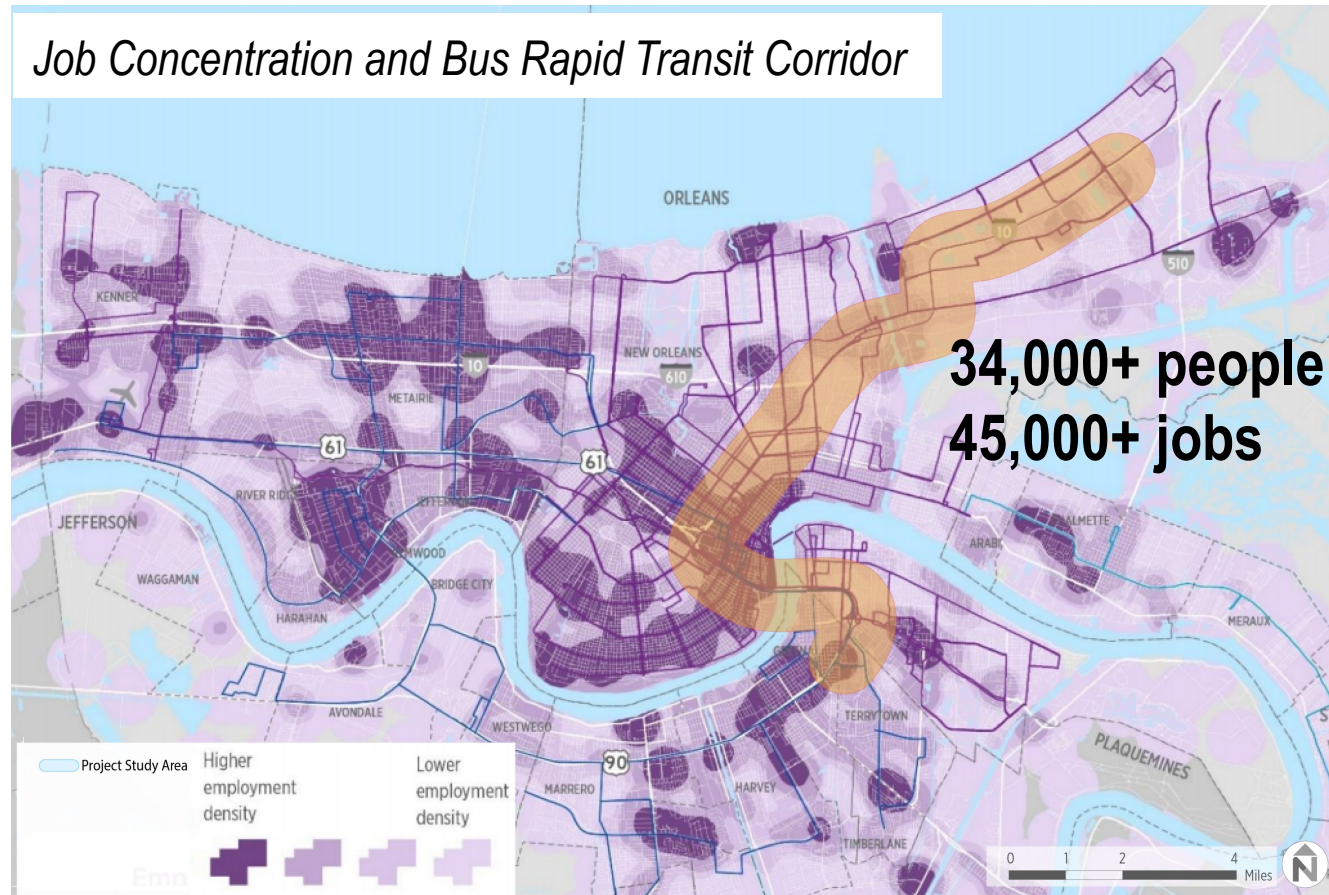 Job Concentration and Bus Rapid Transit Corridor
ORLEANS
10
510
KENNER
NEW ORLEANS
610
10
METAIRIE
34,000+ people
45,000+ jobs
61
61
RIVER RIDGE
JEFFERSON
JEFFERSON
ELMWOOD
CHALMETTE
ARABI
WAGGAMAN
BRIDGE CITY
HARAHAN
MERAUX
GRETNA
AVONDALE
WESTWEGO
TERRYTOWN
PLAQUEMINES
90
MARRERO
HARVEY
TIMBERLANE
Project Study Area
Higher
employment
density
Lower
employment
density
Emp
0 1 2 4
Miles
N